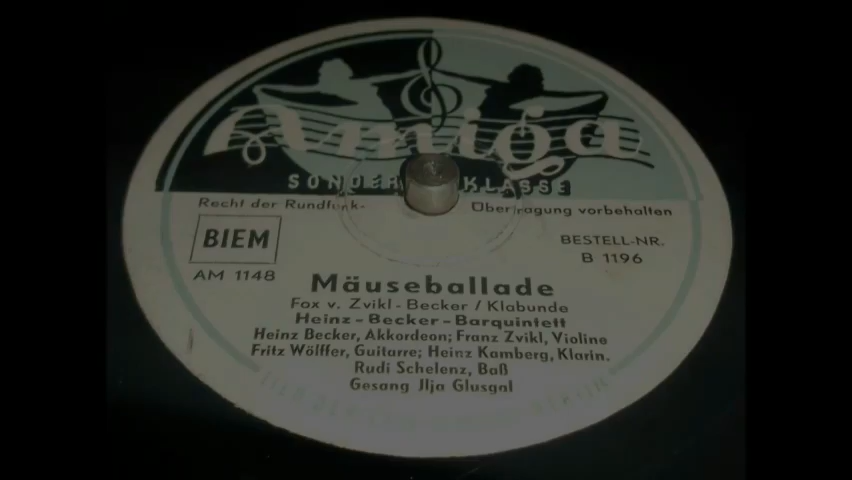 Amiga
SONDER KLASSE
Recht der Rundfunk- Übertragung vorbehalten
BIEM
BESTELL-NR.
B 1196
AM 1148
Mäuseballade
Fox v. Zvikl-Becker / Klabunde
Heinz-Becker-Barquintett
Heinz Becker, Akkordeon; Franz Zvikl, Violine
Fritz Wölffer, Guitarre; Heinz Kamberg, Klarin.
Rudi Schelenz, Baß
Gesang Jlja Glusgal